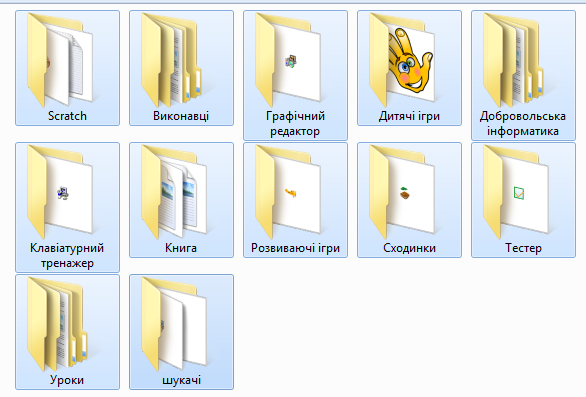 Scratch
Виконавці
Графічний
редактор
Дитячі ігри
Добровольська
інформатика
Клавіатурний
тренажер
Книга
Розвиваючі ігри
Сходинки
Тестер
Уроки
шукачі